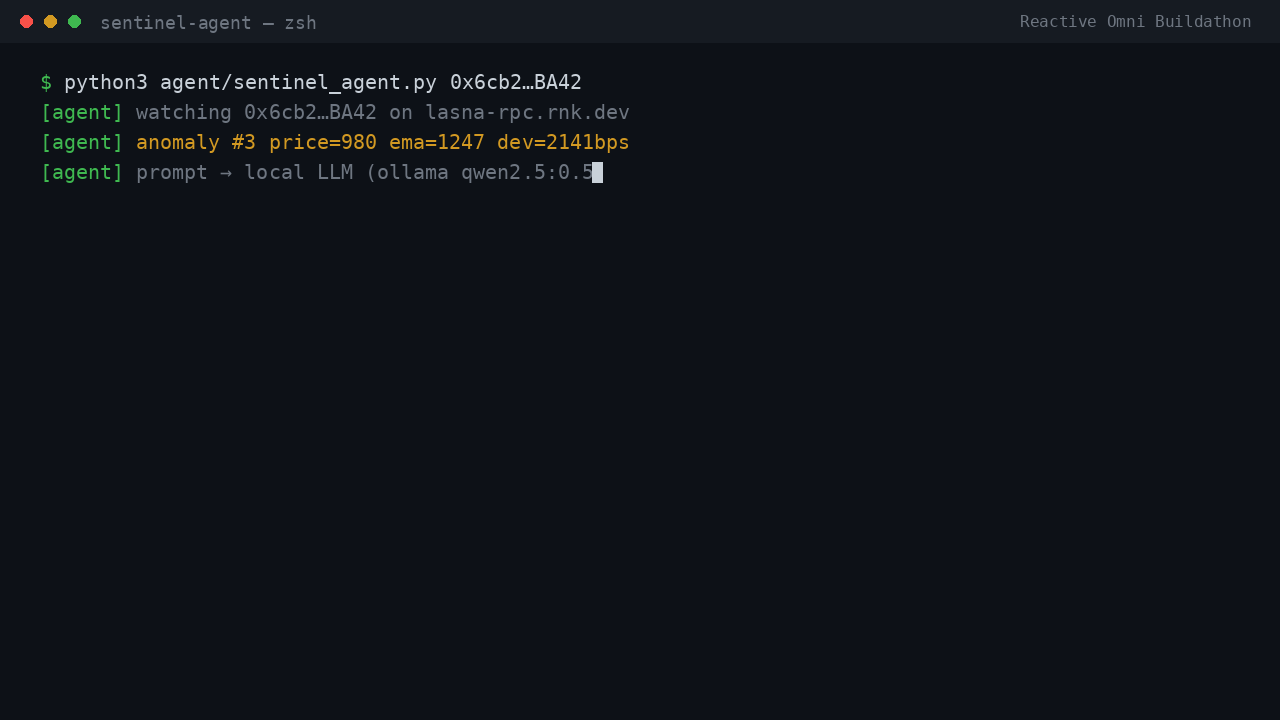 sentinel-agent — zsh
Reactive Omni Buildathon
$ python3 agent/sentinel_agent.py 0x6cb2…BA42
[agent] watching 0x6cb2…BA42 on lasna-rpc.rnk.dev
[agent] anomaly #3 price=980 ema=1247 dev=2141bps
[agent] prompt → local LLM (ollama qwen2.5:0.5